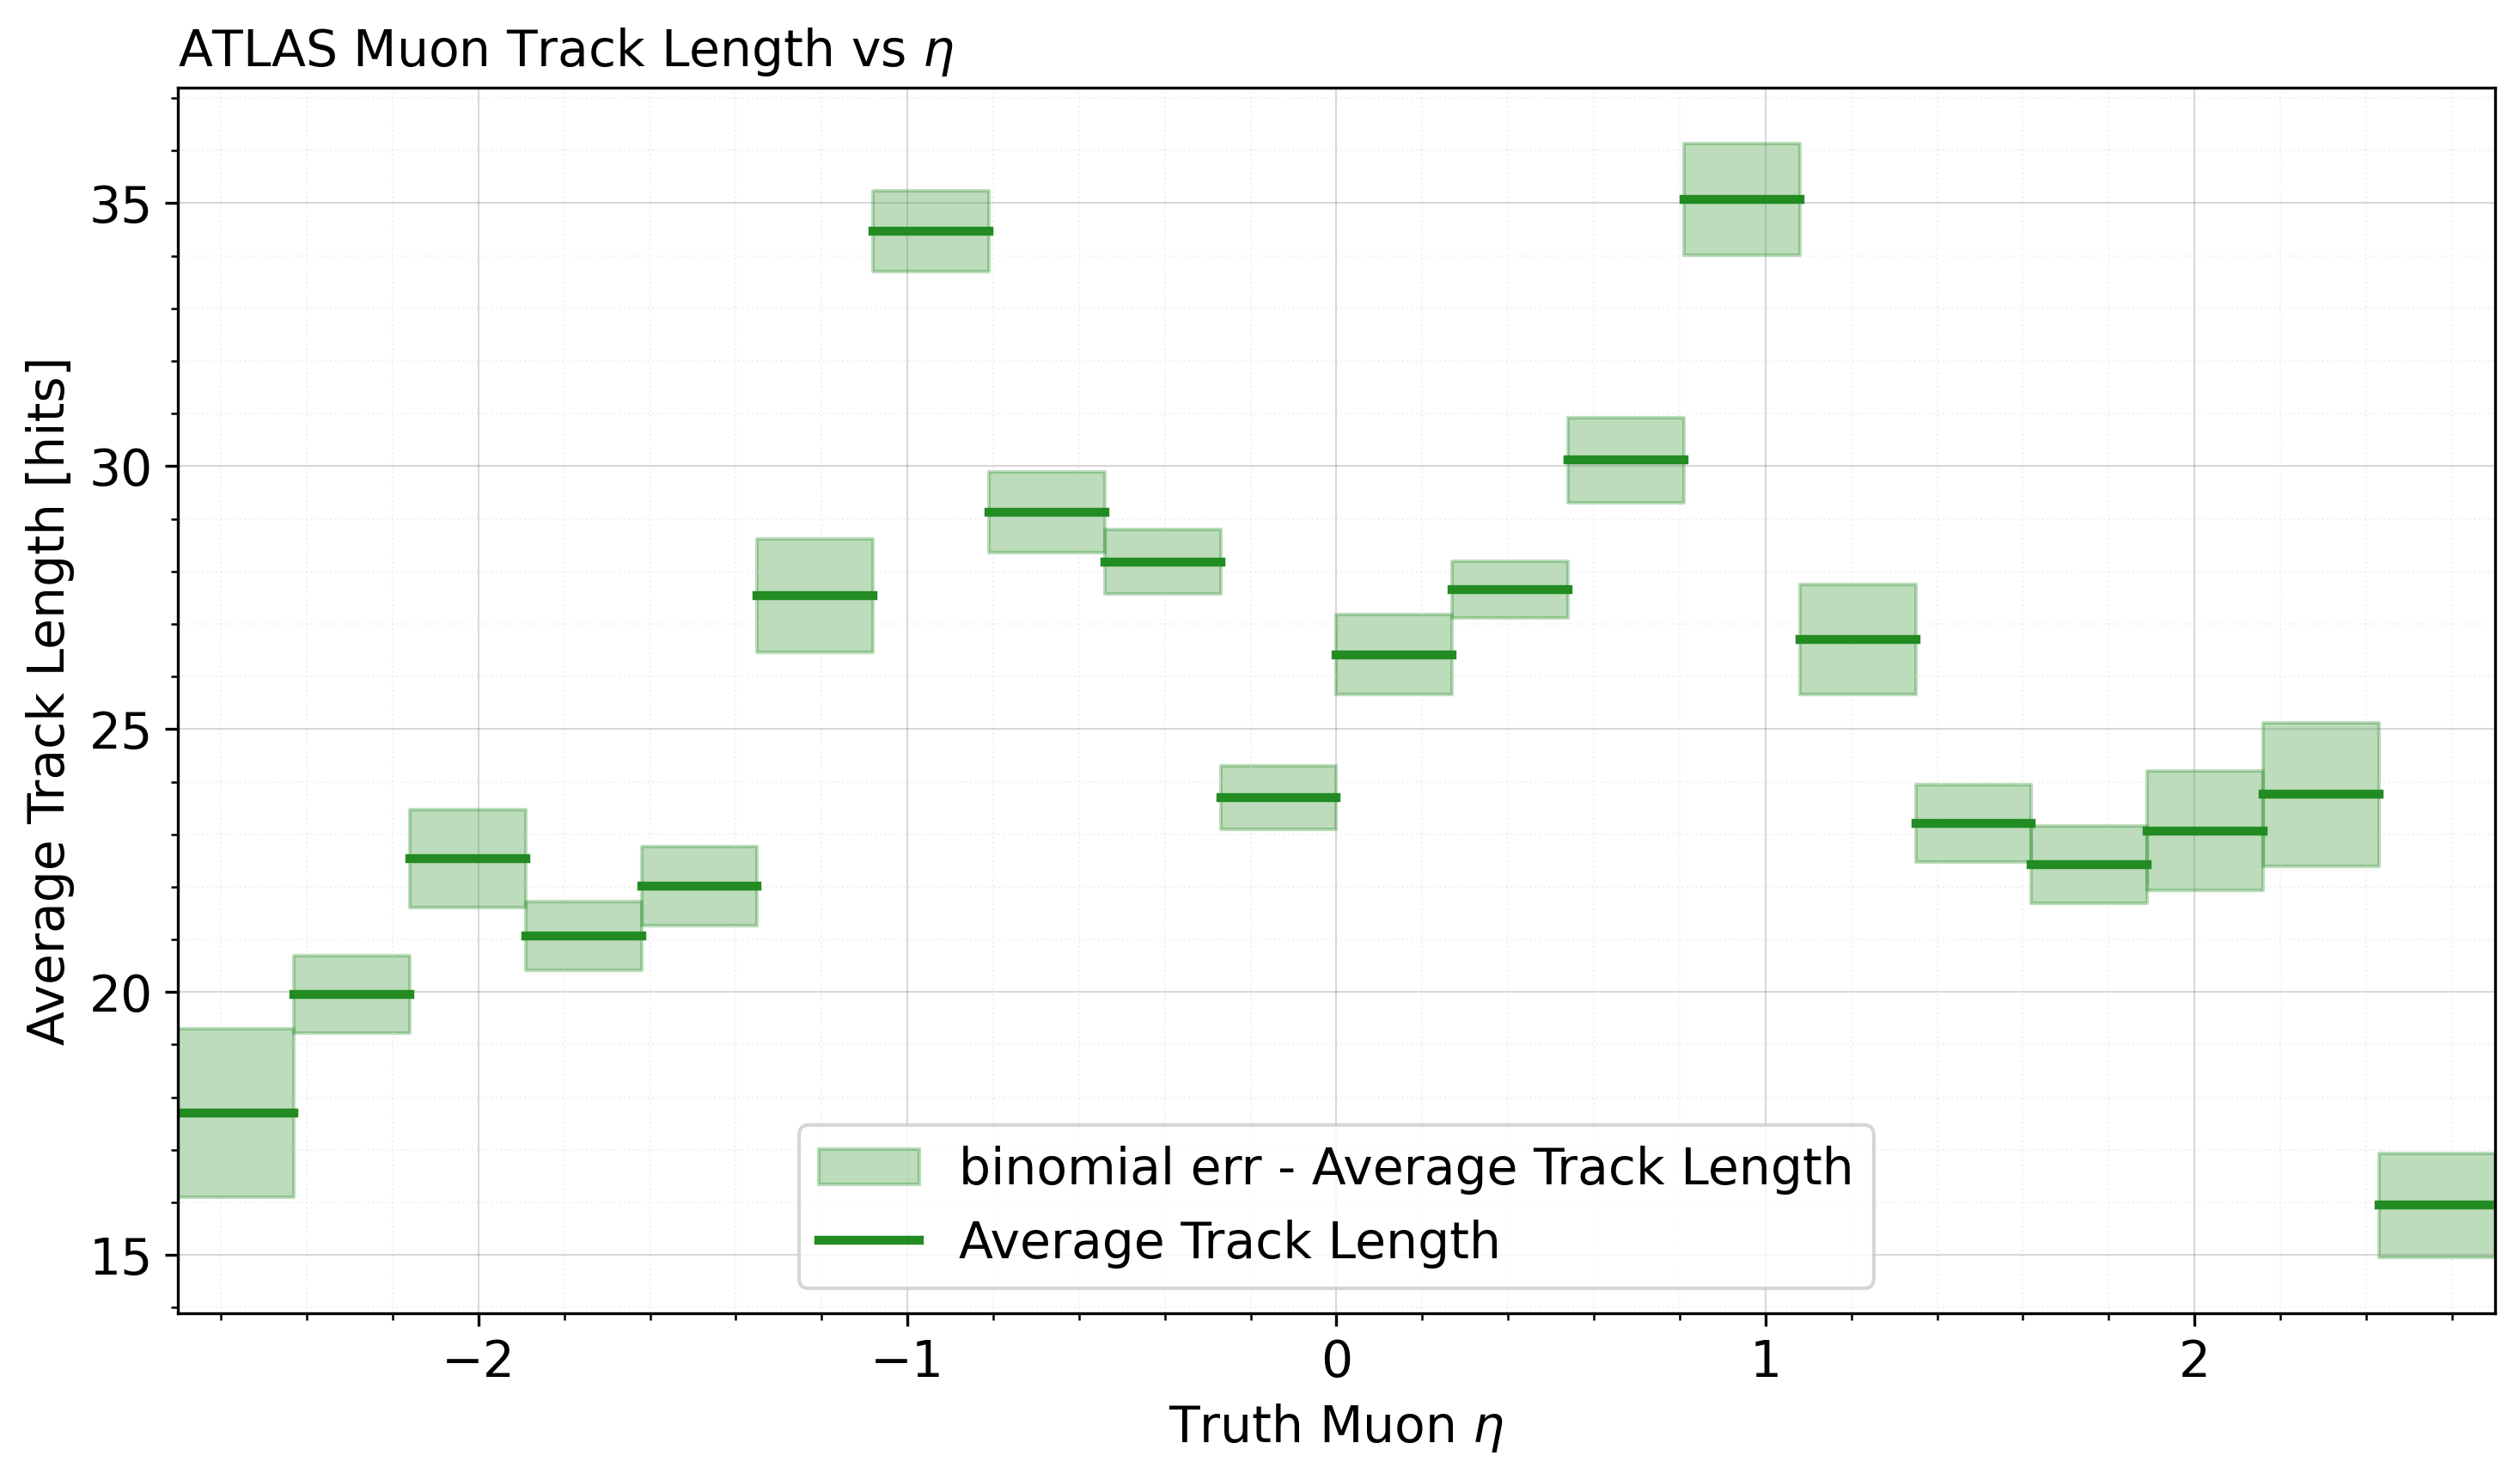 ATLAS Muon Track Length vs η
Average Track Length [hits]
35
30
25
20
15
binomial err - Average Track Length
Average Track Length
−2
−1
0
1
2
Truth Muon η